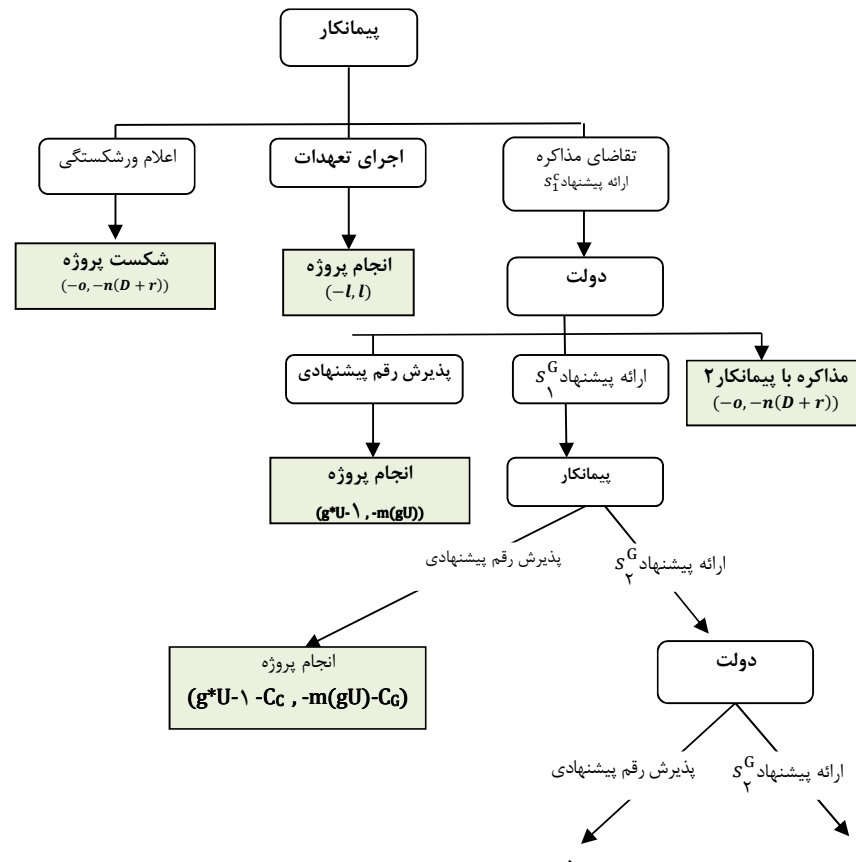 پیمانکار
اعلام ورشکستگی
اجرای تعهدات
تقاضای مذاکره
ارائه پیشنهاد s₁ᶜ
شکست پروژه
(−o, −n(D + r))
انجام پروژه
(−l, l)
دولت
پذیرش رقم پیشنهادی
ارائه پیشنهاد S₁ᴳ
مذاکره با پیمانکار۲
(−o, −n(D + r))
انجام پروژه
(g*U-۱ , -m(gU))
پیمانکار
پذیرش رقم پیشنهادی
ارائه پیشنهاد S₂ᴳ
انجام پروژه
(g*U-۱ -Cc , -m(gU)-CG)
دولت
پذیرش رقم پیشنهادی
ارائه پیشنهاد S₂ᴳ